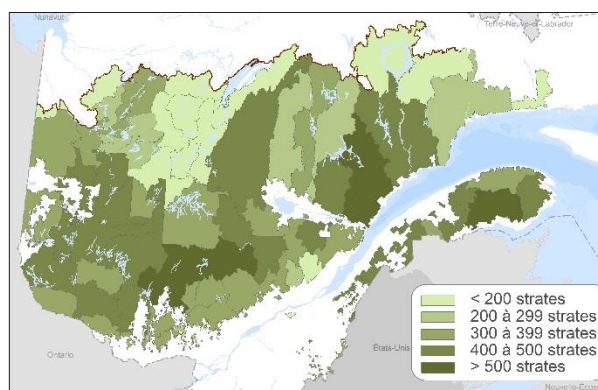 Nunavut
Terre-Neuve-et-Labrador
< 200 strates
200 à 299 strates
300 à 399 strates
400 à 500 strates
> 500 strates
Ontario
États-Unis